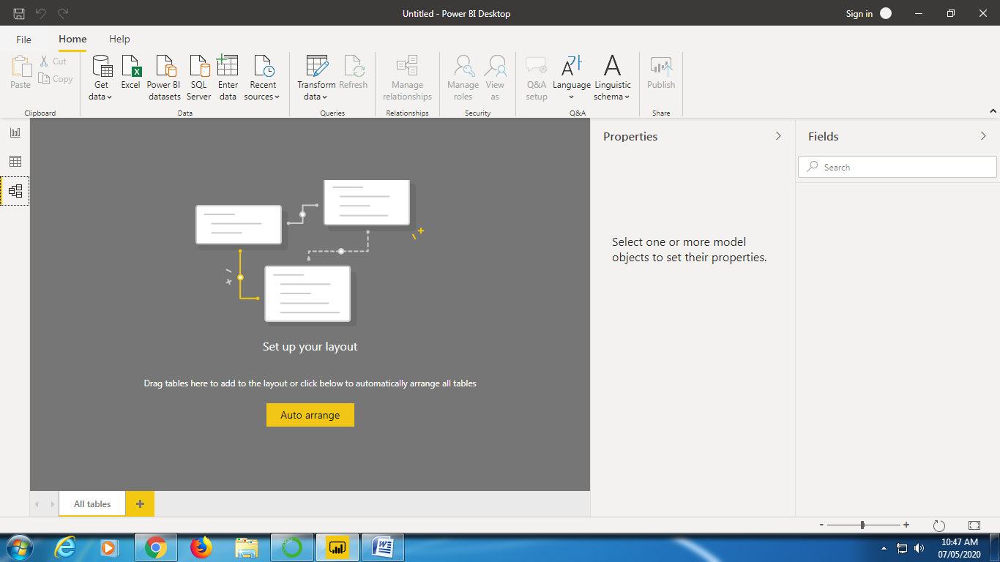 Untitled - Power BI Desktop
Sign in
File
Home
Help
Paste
Cut
Copy
Clipboard
Get
data
Excel
Power BI
datasets
SQL
Server
Enter
data
Recent
sources
Data
Transform
data
Refresh
Queries
Manage
relationships
Relationships
Manage
roles
View
as
Security
Q&A
setup
Language
Linguistic
schema
Q&A
Publish
Share
Properties
Fields
Search
Select one or more model
objects to set their properties.
Set up your layout
Drag tables here to add to the layout or click below to automatically arrange all tables
Auto arrange
All tables
+
- +
10:47 AM
07/05/2020